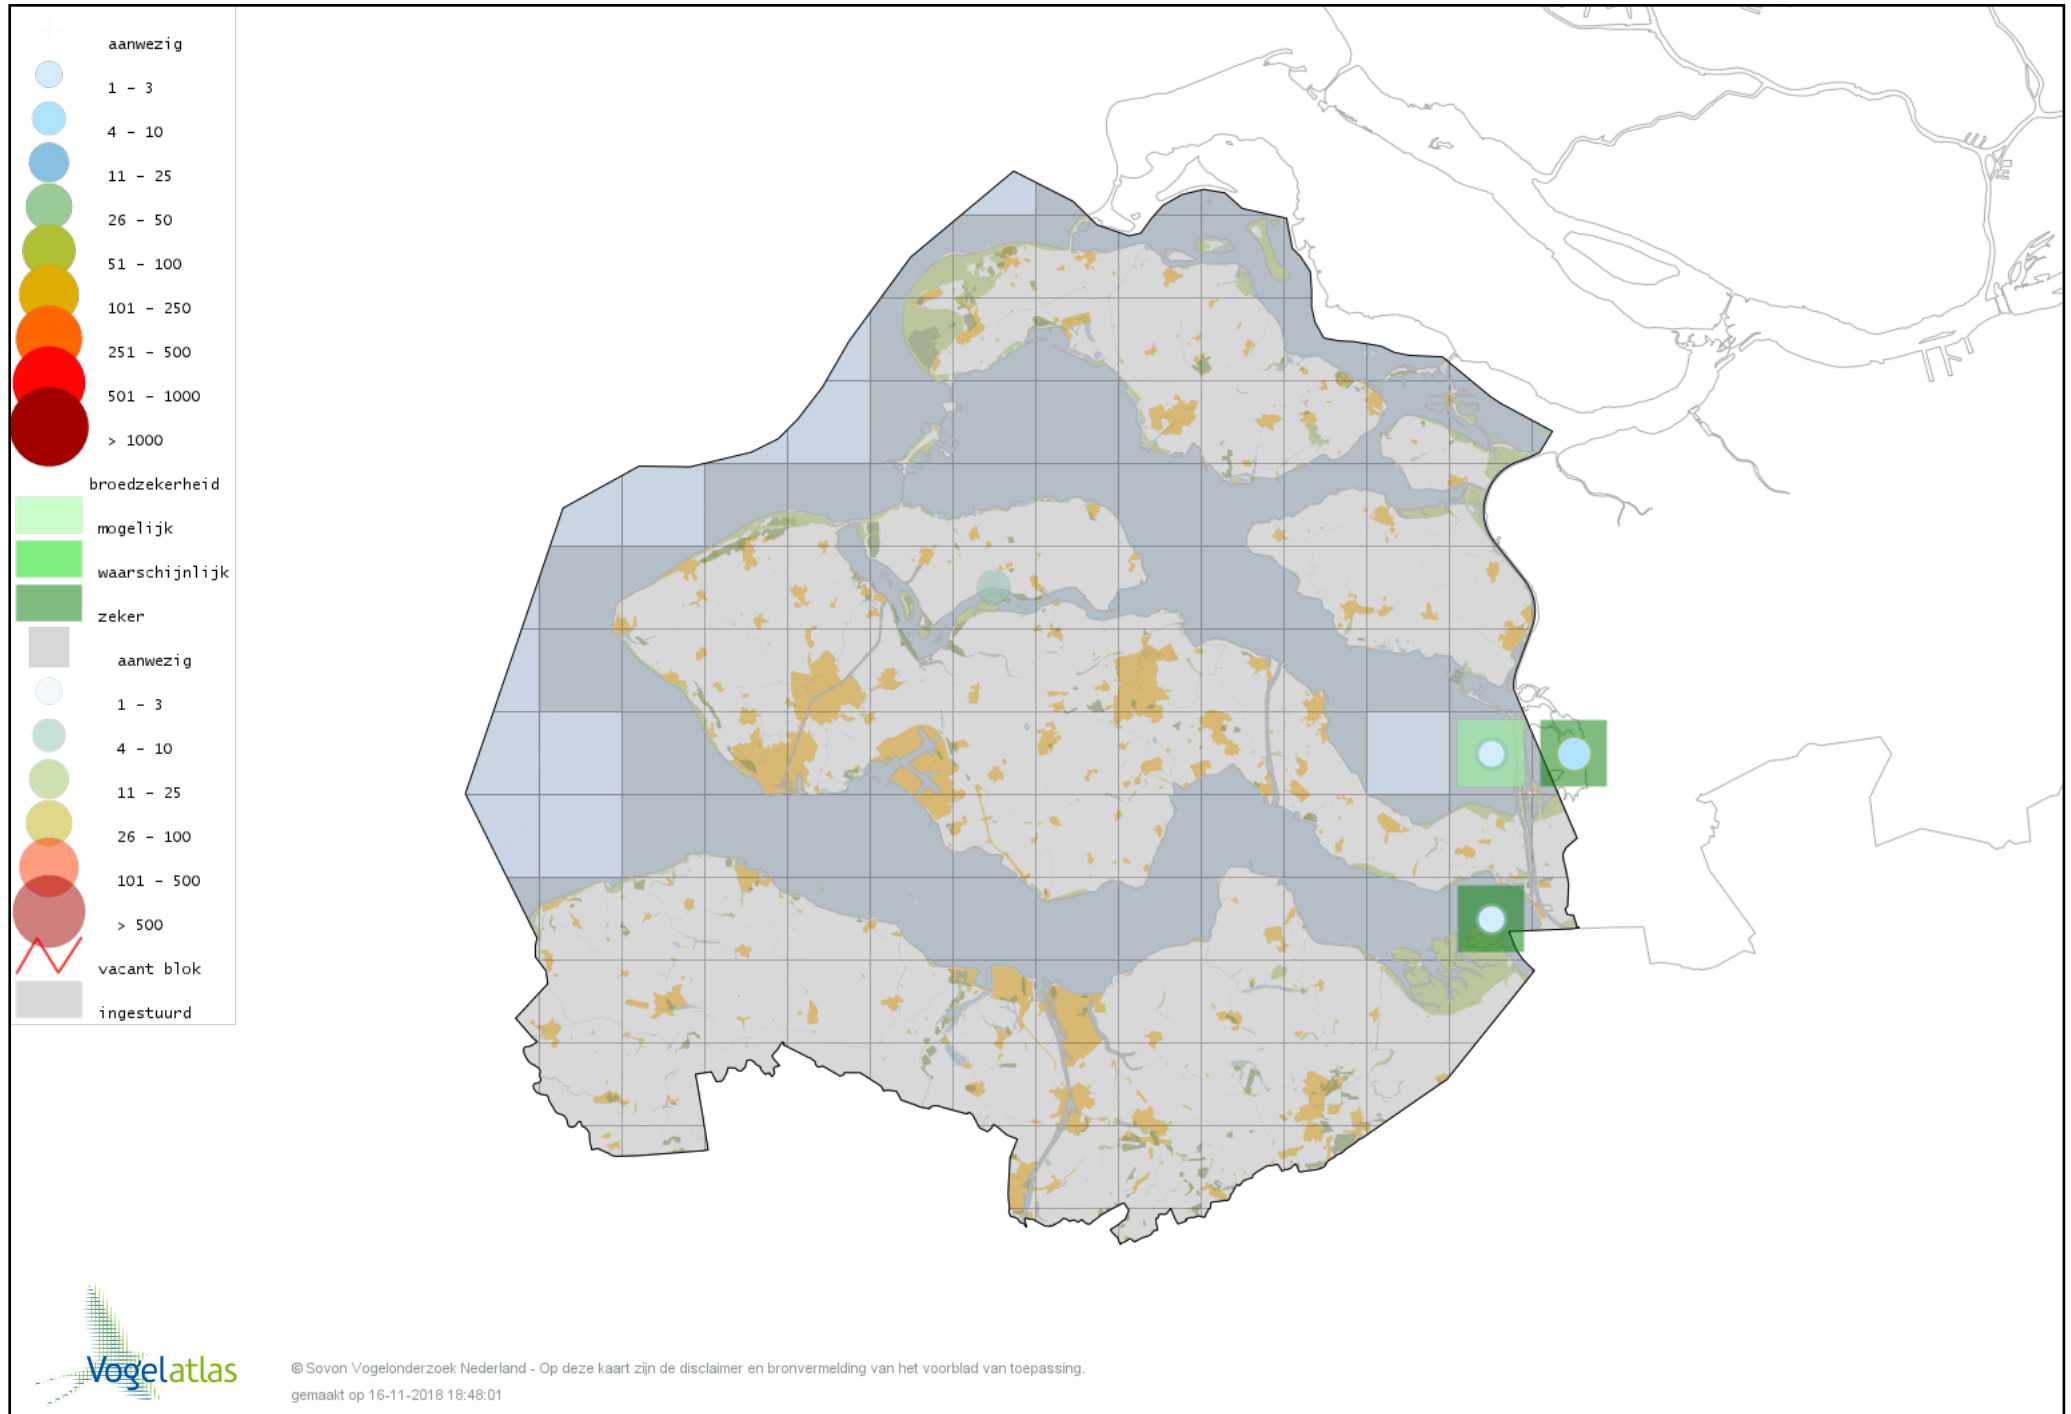 aanwezig
1 - 3
4 - 10
11 - 25
26 - 50
51 - 100
101 - 250
251 - 500
501 - 1000
> 1000
broedzekerheid
mogelijk
waarschijnlijk
zeker
aanwezig
1 - 3
4 - 10
11 - 25
26 - 100
101 - 500
> 500
vacant blok
ingestuurd
Vogelatlas
© Sovon Vogelonderzoek Nederland - Op deze kaart zijn de disclaimer en bronvermelding van het voorblad van toepassing.
gemaakt op 16-11-2018 18:48:01